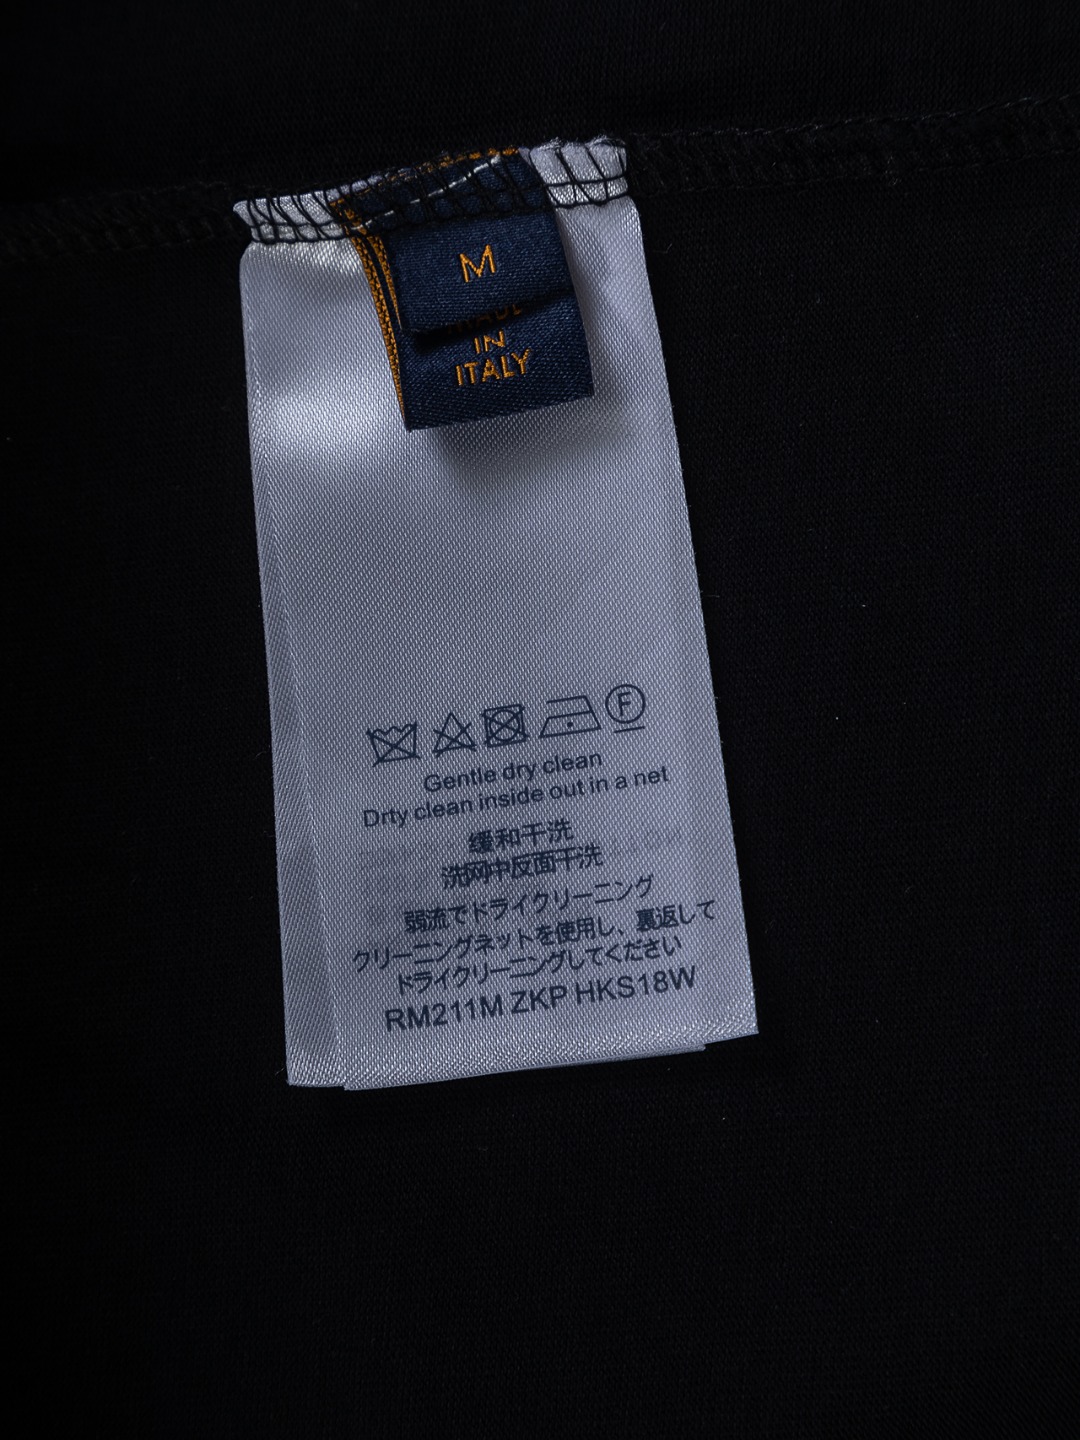 M
MADE
IN
ITALY
F
Gentle dry clean
Drty clean inside out in a net
缓和干洗
洗网中反面干洗
弱流でドライクリーニング
クリーニングネットを使用し、裏返して
ドライクリーニングしてください
RM211M ZKP HKS18W